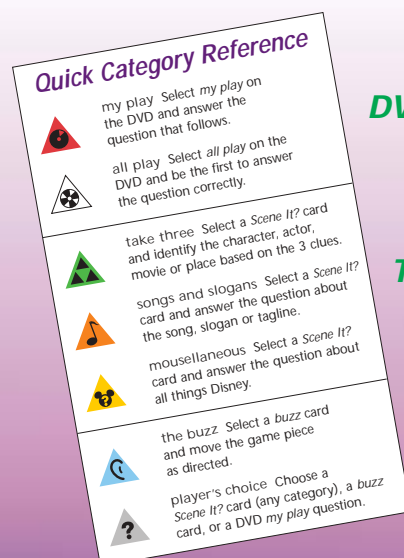 Quick Category Reference
my play Select my play on
the DVD and answer the
question that follows.
all play Select all play on the
DVD and be the first to answer
the question correctly.
take three Select a Scene It? card
and identify the character, actor,
movie or place based on the 3 clues.
songs and slogans Select a Scene It?
card and answer the question about
the song, slogan or tagline.
mousellaneous Select a Scene It?
card and answer the question about
all things Disney.
the buzz Select a buzz card
and move the game piece
as directed.
player's choice Choose a
Scene It? card (any category), a buzz
card, or a DVD my play question.
?
?
DV
T